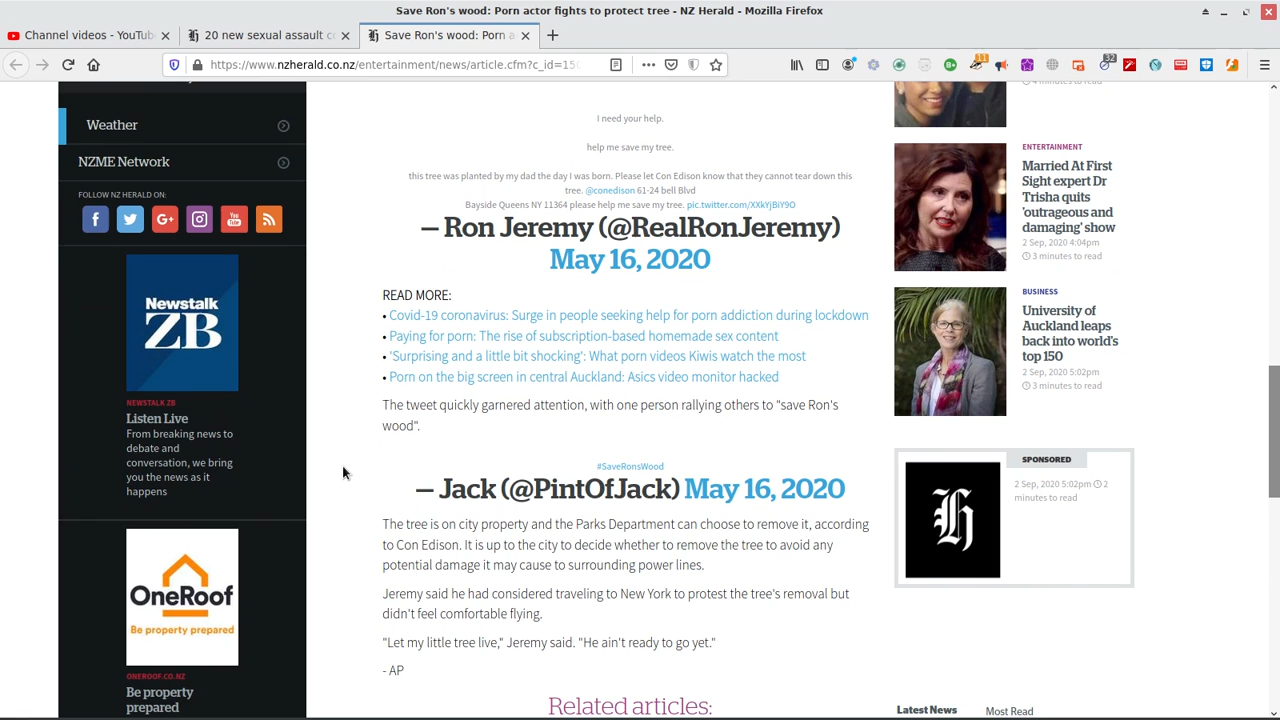 Save Ron's wood: Porn actor fights to protect tree - NZ Herald - Mozilla Firefox
Channel videos - YouTub
20 new sexual assault c
Save Ron's wood: Porn a
https://www.nzherald.co.nz/entertainment/news/article.cfm?c_id=15
11
32
Weather
NZME Network
FOLLOW NZ HERALD ON:
Newstalk
ZB
NEWSTALK ZB
Listen Live
From breaking news to
debate and
conversation, we bring
you the news as it
happens
OneRoof
Be property prepared
ONEROOF.CO.NZ
Be property
prepared
I need your help.
help me save my tree.
this tree was planted by my dad the day I was born. Please let Con Edison know that they cannot tear down this
tree. @conedison 61-24 bell Blvd
Bayside Queens NY 11364 please help me save my tree. pic.twitter.com/XXkYjBiY9O
— Ron Jeremy (@RealRonJeremy)
May 16, 2020
READ MORE:
• Covid-19 coronavirus: Surge in people seeking help for porn addiction during lockdown
• Paying for porn: The rise of subscription-based homemade sex content
• 'Surprising and a little bit shocking': What porn videos Kiwis watch the most
• Porn on the big screen in central Auckland: Asics video monitor hacked
The tweet quickly garnered attention, with one person rallying others to "save Ron's
wood".
#SaveRonsWood
— Jack (@PintOfJack) May 16, 2020
The tree is on city property and the Parks Department can choose to remove it, according
to Con Edison. It is up to the city to decide whether to remove the tree to avoid any
potential damage it may cause to surrounding power lines.
Jeremy said he had considered traveling to New York to protest the tree's removal but
didn't feel comfortable flying.
"Let my little tree live," Jeremy said. "He ain't ready to go yet."
- AP
Related articles:
ENTERTAINMENT
Married At First
Sight expert Dr
Trisha quits
'outrageous and
damaging' show
2 Sep, 2020 4:04pm
3 minutes to read
BUSINESS
University of
Auckland leaps
back into world's
top 150
2 Sep, 2020 5:02pm
3 minutes to read
SPONSORED
2 Sep, 2020 5:02pm 2
minutes to read
Latest News
Most Read